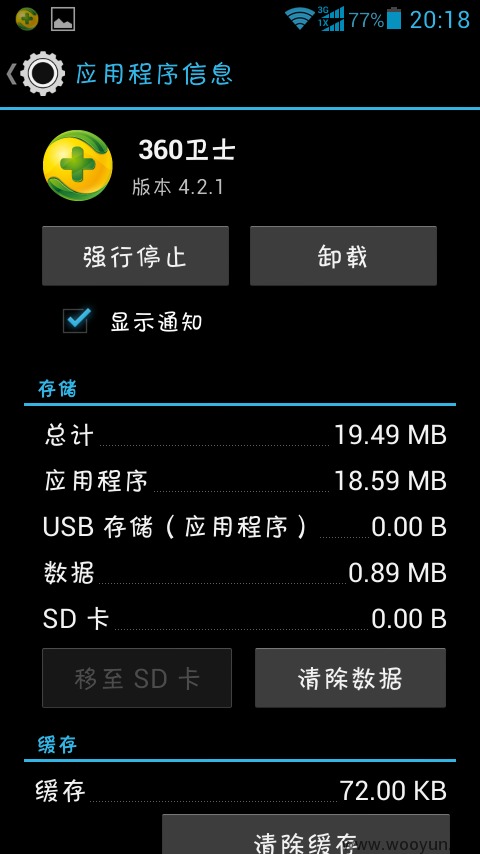 3G
1X
77%
20:18
应用程序信息
360卫士
版本 4.2.1
强行停止
卸载
显示通知
存储
总计 19.49 MB
应用程序 18.59 MB
USB 存储（应用程序） 0.00 B
数据 0.89 MB
SD 卡 0.00 B
移至 SD 卡
清除数据
缓存
缓存 72.00 KB
清除缓存
www.wooyun.